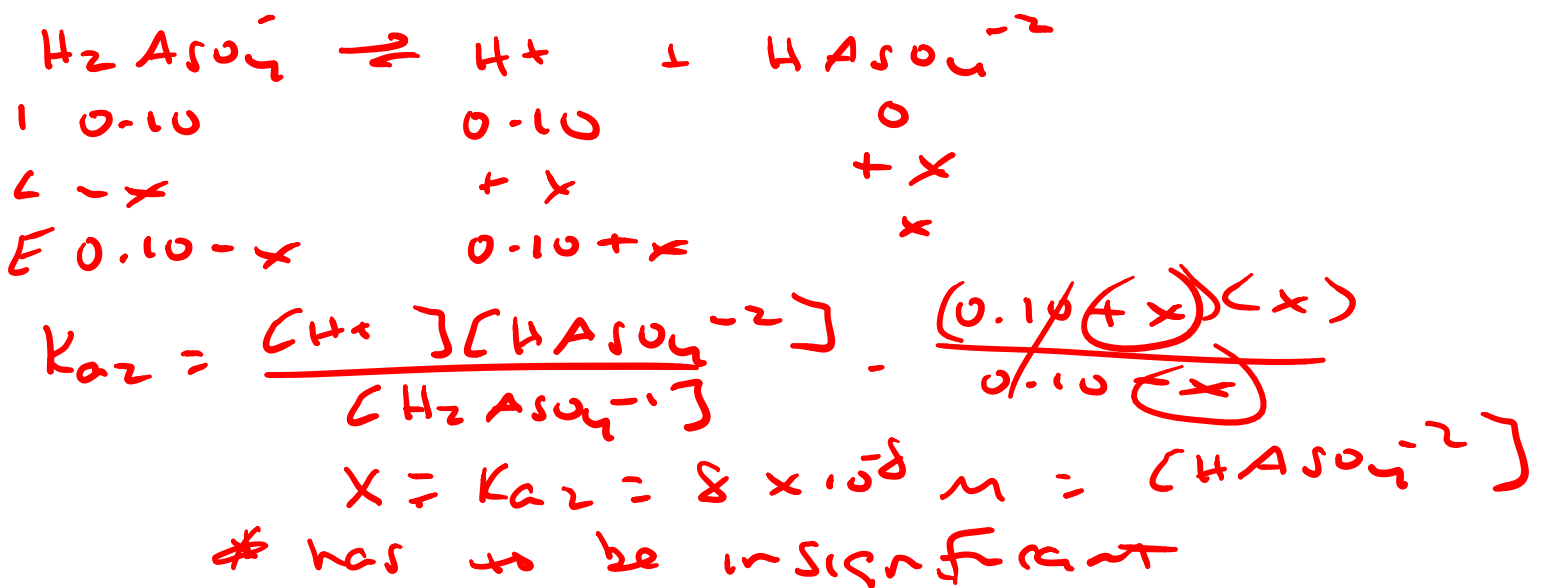 H₂AsO₄⁻ ⇌ H+ + HAsO₄⁻²
I 0.10 0.10 0
C -x +x +x
E 0.10-x 0.10+x x
Ka₂ = [H+][HAsO₄⁻²] / [H₂AsO₄⁻¹] = (0.10+x)(x) / 0.10-x
x = Ka₂ = 8 x 10⁻⁸ M = [HAsO₄⁻²]
* has to be insignificant